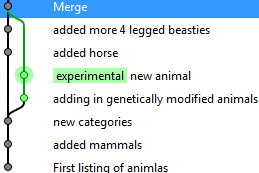 Merge
added more 4 legged beasties
added horse
experimental new animal
adding in genetically modified animals
new categories
added mammals
First listing of animlas